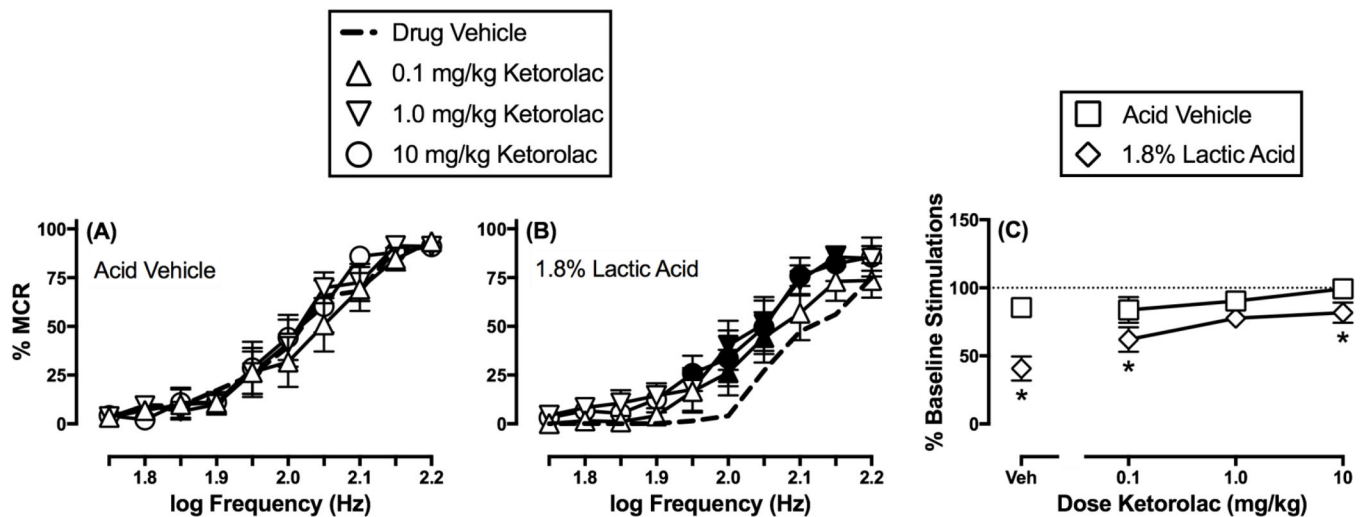 Drug Vehicle
0.1 mg/kg Ketorolac
1.0 mg/kg Ketorolac
10 mg/kg Ketorolac
Acid Vehicle
1.8% Lactic Acid
(A)
Acid Vehicle
% MCR
100
75
50
25
0
1.8
1.9
2.0
2.1
2.2
log Frequency (Hz)
(B)
1.8% Lactic Acid
100
75
50
25
0
1.8
1.9
2.0
2.1
2.2
log Frequency (Hz)
(C)
% Baseline Stimulations
150
100
50
0
*
*
*
Veh
0.1
1.0
10
Dose Ketorolac (mg/kg)